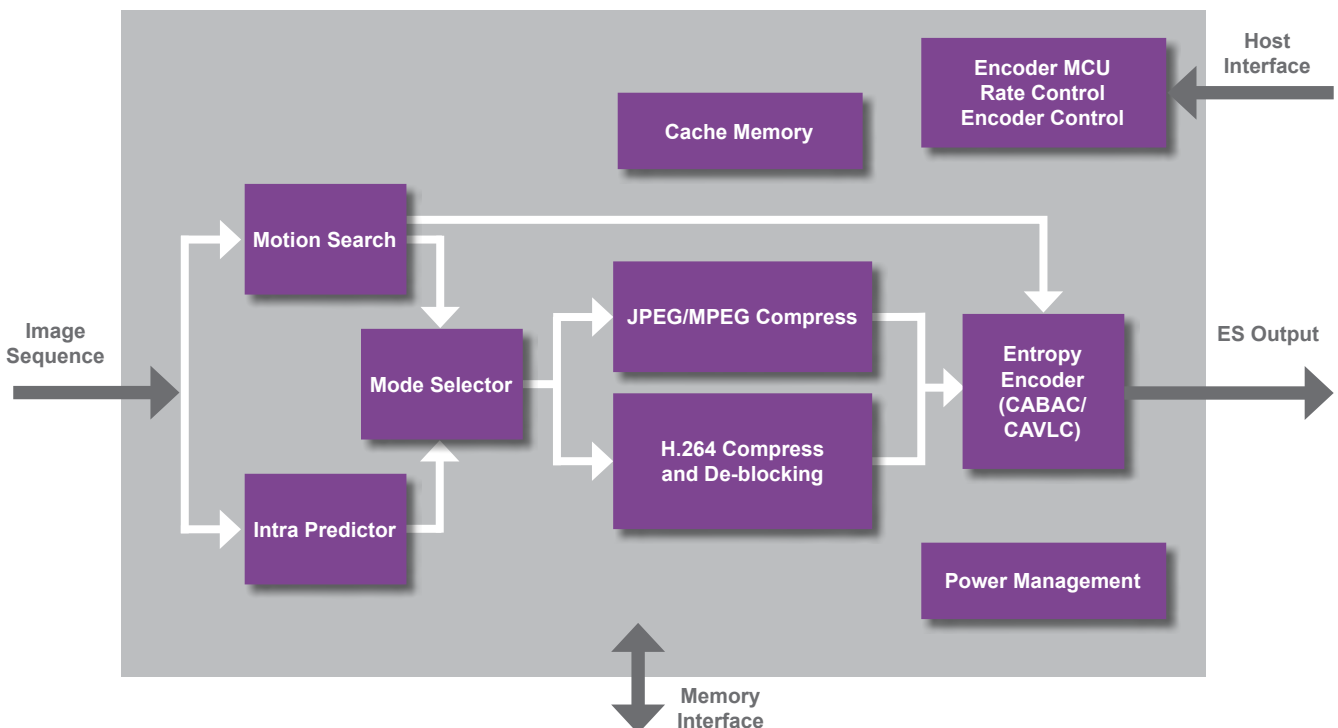 Host
Interface
Encoder MCU
Rate Control
Encoder Control
Cache Memory
Motion Search
Image
Sequence
JPEG/MPEG Compress
Mode Selector
Entropy
Encoder
(CABAC/
CAVLC)
ES Output
H.264 Compress
and De-blocking
Intra Predictor
Power Management
Memory
Interface